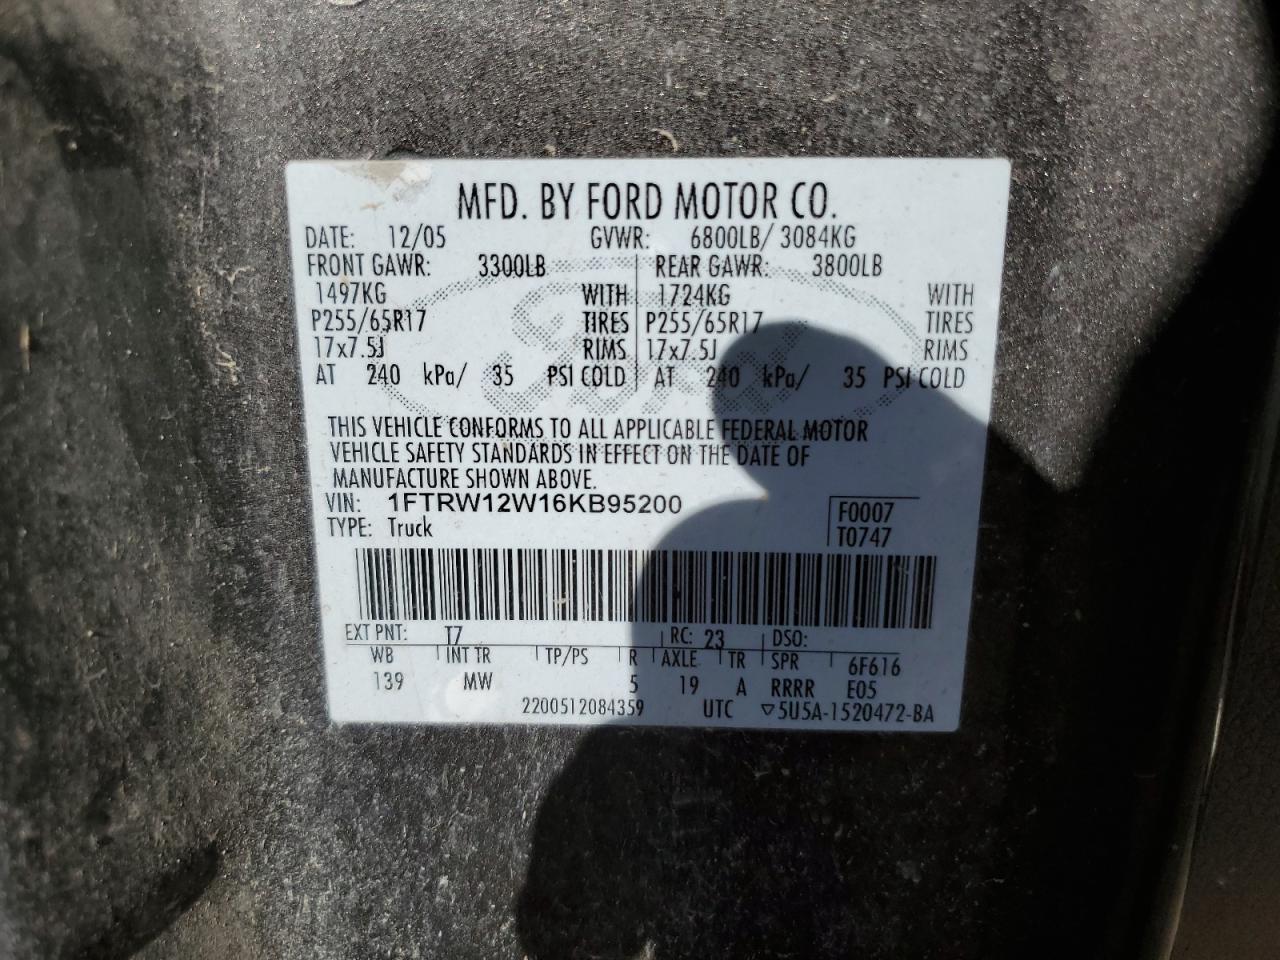 MFD. BY FORD MOTOR CO.
DATE: 12/05 GVWR: 6800LB/ 3084KG
FRONT GAWR: 3300LB REAR GAWR: 3800LB
1497KG WITH 1724KG WITH
P255/65R17 TIRES P255/65R17 TIRES
17x7.5J RIMS 17x7.5J RIMS
AT 240 kPa/ 35 PSI COLD AT 240 kPa/ 35 PSI COLD
Ford
THIS VEHICLE CONFORMS TO ALL APPLICABLE FEDERAL MOTOR
VEHICLE SAFETY STANDARDS IN EFFECT ON THE DATE OF
MANUFACTURE SHOWN ABOVE.
VIN: 1FTRW12W16KB95200 F0007
TYPE: Truck T0747
EXT PNT: T7 RC: 23 DSO:
WB INT TR TP/PS R AXLE TR SPR 6F616
139 MW 5 19 A RRRR E05
2200512084359 UTC ▽5U5A-1520472-BA